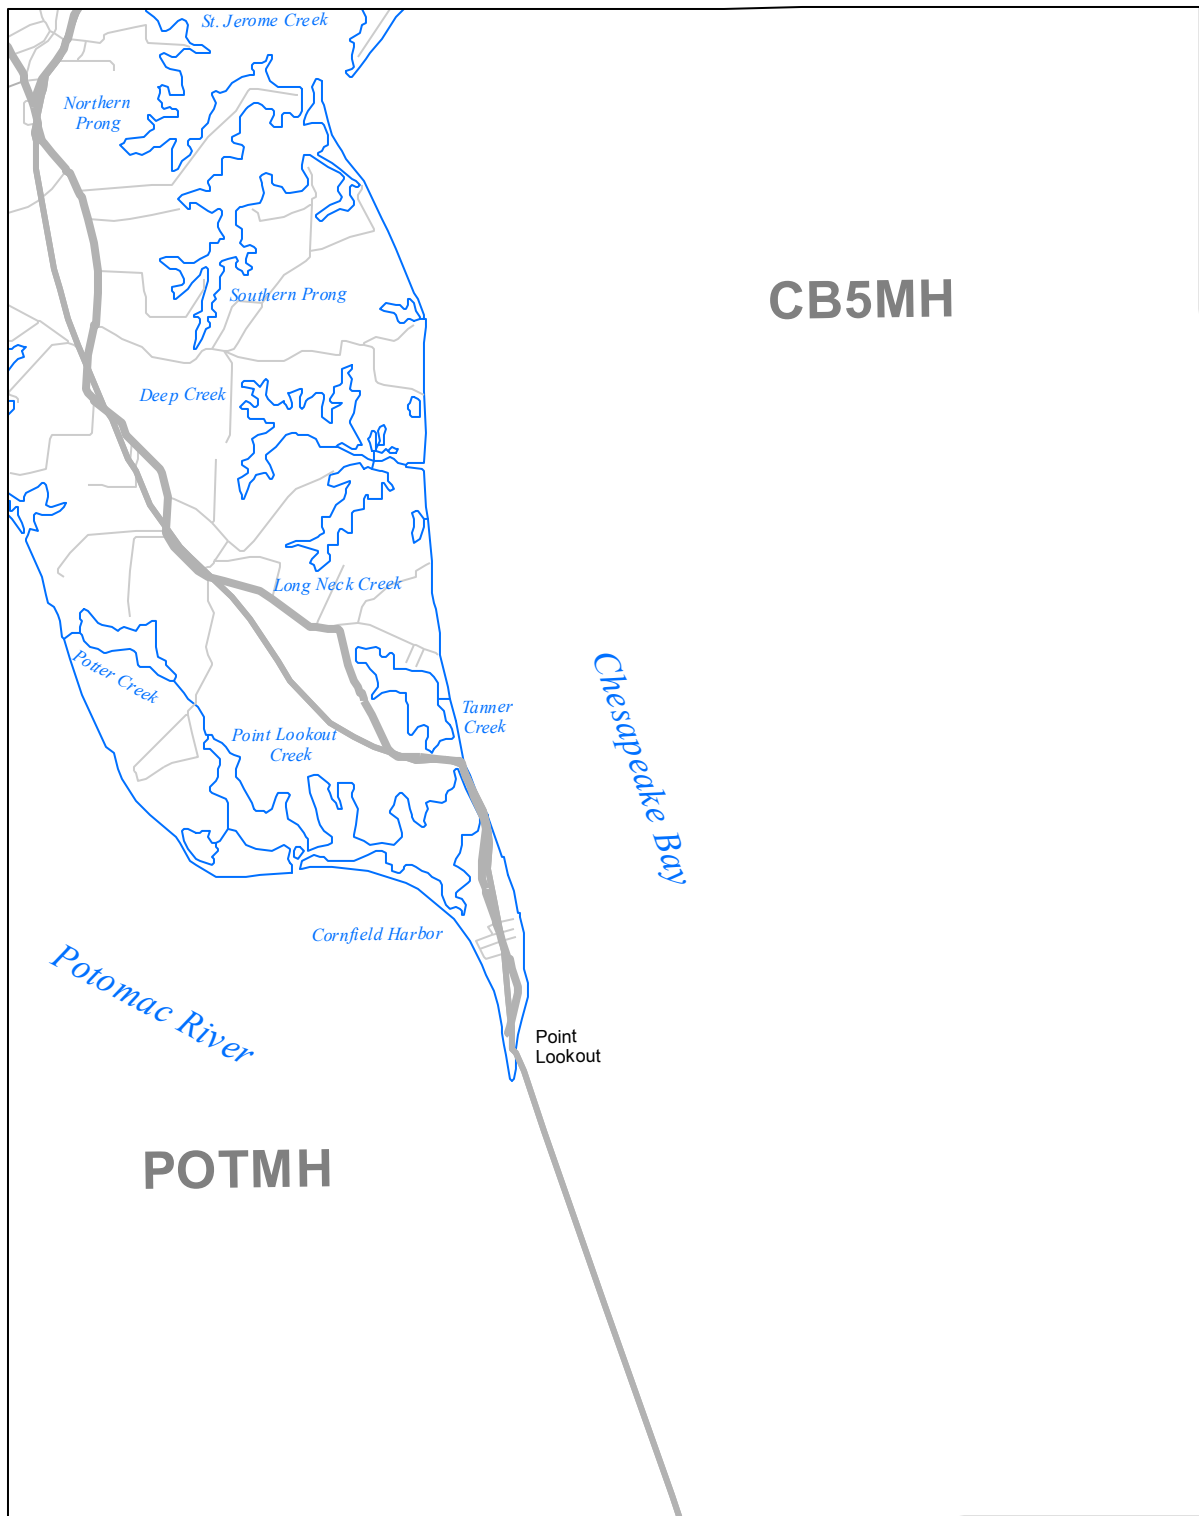 St. Jerome Creek
Northern
Prong
CB5MH
Southern Prong
Deep Creek
Long Neck Creek
Potter Creek
Chesapeake Bay
Tanner
Creek
Point Lookout
Creek
Cornfield Harbor
Potomac River
Point
Lookout
POTMH